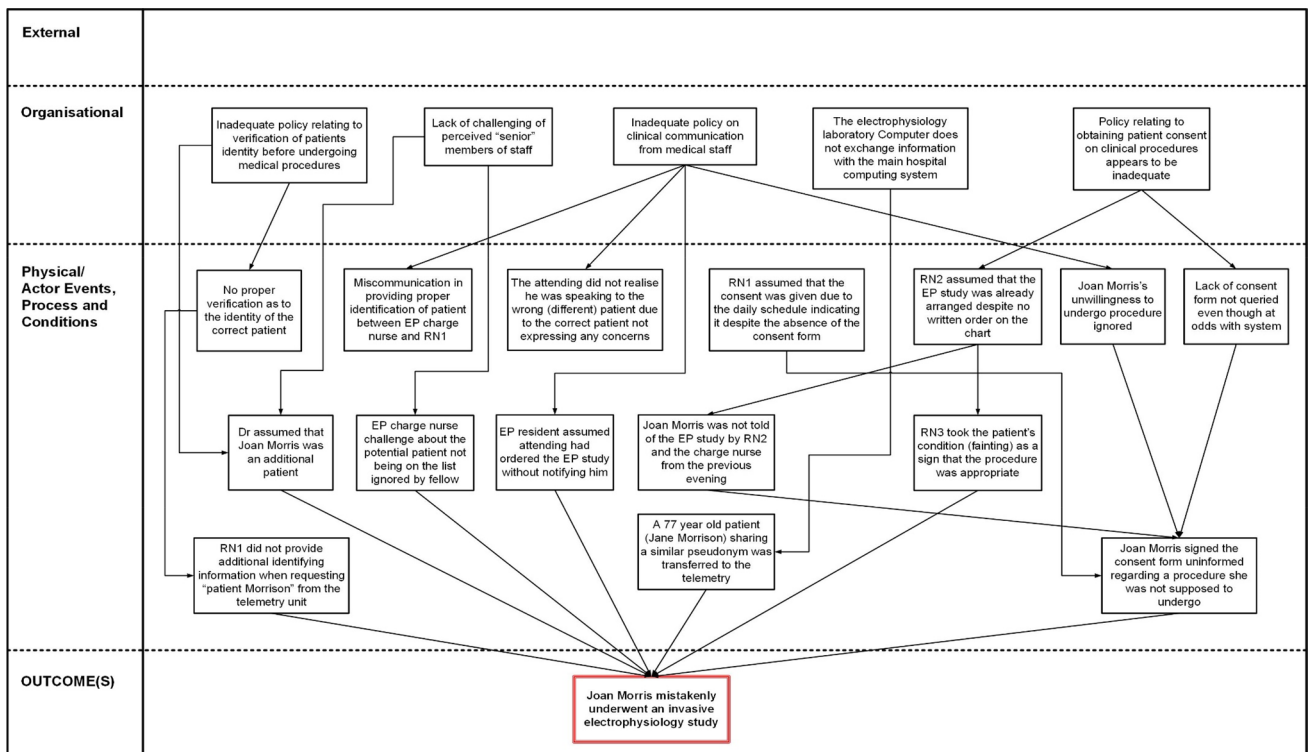 External
Organisational
Inadequate policy relating to
verification of patients
identity before undergoing
medical procedures
Lack of challenging of
perceived “senior”
members of staff
Inadequate policy on
clinical communication
from medical staff
The electrophysiology
laboratory Computer does
not exchange information
with the main hospital
computing system
Policy relating to
obtaining patient consent
on clinical procedures
appears to be
inadequate
Physical/
Actor Events,
Process and
Conditions
No proper
verification as to
the identity of the
correct patient
Miscommunication in
providing proper
identification of patient
between EP charge
nurse and RN1
The attending did not realise
he was speaking to the
wrong (different) patient due
to the correct patient not
expressing any concerns
RN1 assumed that the
consent was given due to
the daily schedule indicating
it despite the absence of the
consent form
RN2 assumed that the
EP study was already
arranged despite no
written order on the
chart
Joan Morris’s
unwillingness to
undergo procedure
ignored
Lack of consent
form not queried
even though at
odds with system
Dr assumed that
Joan Morris was
an additional
patient
EP charge nurse
challenge about the
potential patient not
being on the list
ignored by fellow
EP resident assumed
attending had
ordered the EP study
without notifying him
Joan Morris was not told
of the EP study by RN2
and the charge nurse
from the previous
evening
RN3 took the patient’s
condition (fainting) as a
sign that the procedure
was appropriate
RN1 did not provide
additional identifying
information when requesting
“patient Morrison” from the
telemetry unit
A 77 year old patient
(Jane Morrison) sharing
a similar pseudonym was
transferred to the
telemetry
Joan Morris signed the
consent form uninformed
regarding a procedure she
was not supposed to
undergo
OUTCOME(S)
Joan Morris mistakenly
underwent an invasive
electrophysiology study